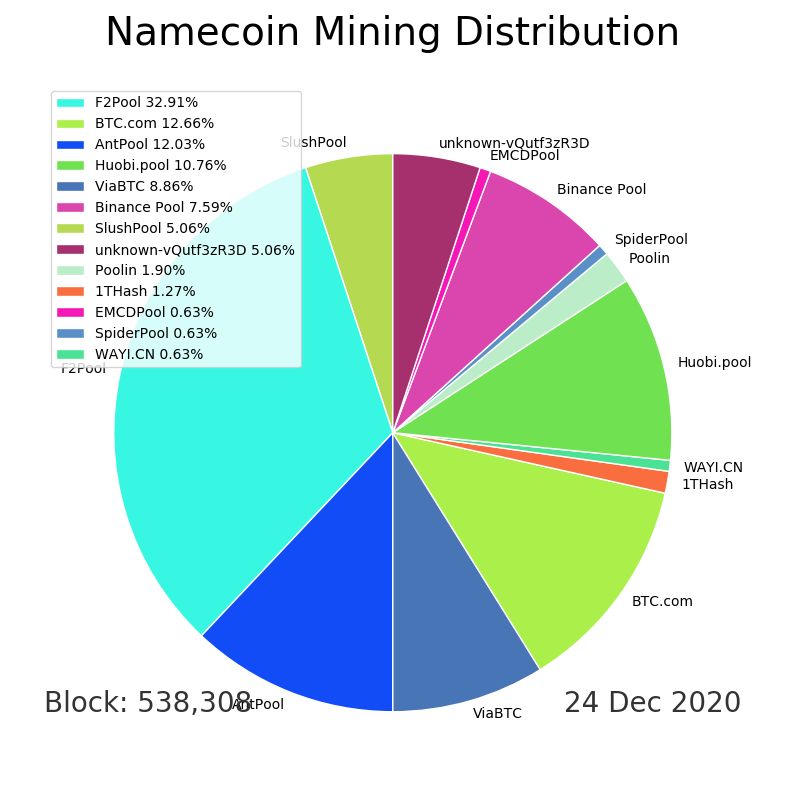 Namecoin Mining Distribution
F2Pool 32.91%
BTC.com 12.66%
AntPool 12.03%
Huobi.pool 10.76%
ViaBTC 8.86%
Binance Pool 7.59%
SlushPool 5.06%
unknown-vQutf3zR3D 5.06%
Poolin 1.90%
1THash 1.27%
EMCDPool 0.63%
SpiderPool 0.63%
WAYI.CN 0.63%
SlushPool
unknown-vQutf3zR3D
EMCDPool
Binance Pool
SpiderPool
Poolin
Huobi.pool
F2Pool
WAYI.CN
1THash
BTC.com
AntPool
ViaBTC
Block: 538,308
24 Dec 2020